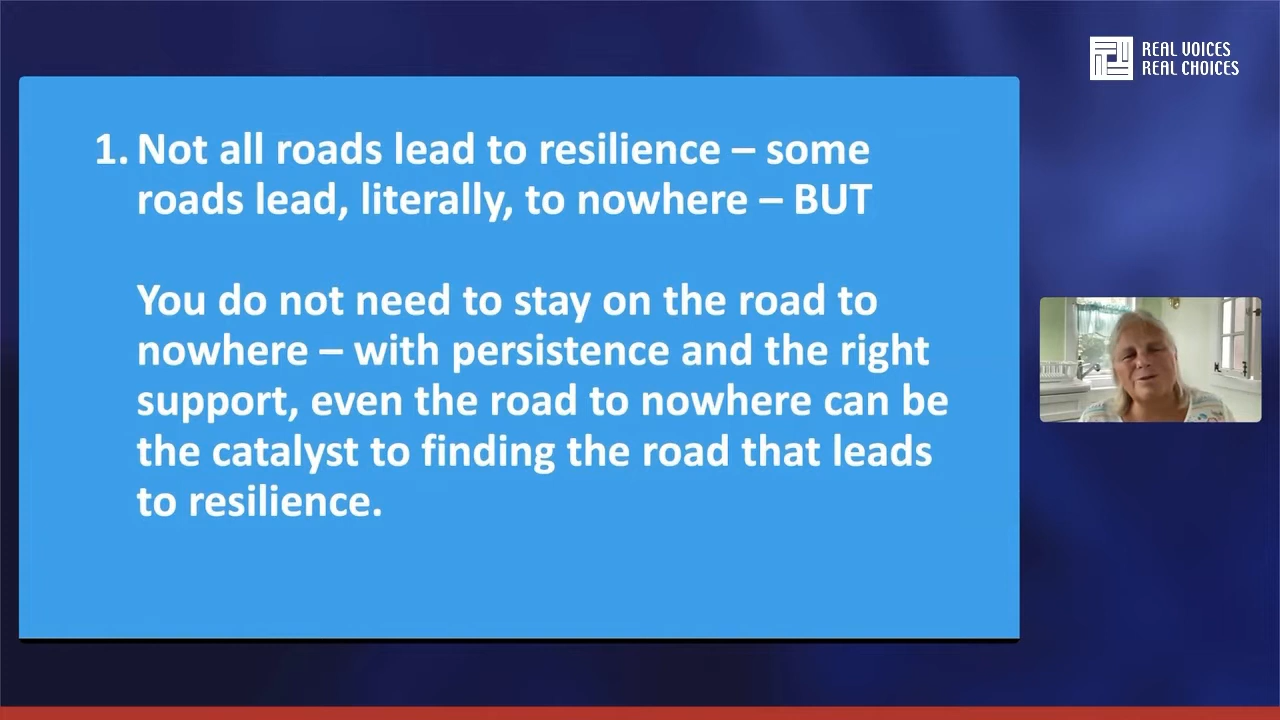 REAL VOICES
REAL CHOICES
1. Not all roads lead to resilience – some
roads lead, literally, to nowhere – BUT
You do not need to stay on the road to
nowhere – with persistence and the right
support, even the road to nowhere can be
the catalyst to finding the road that leads
to resilience.